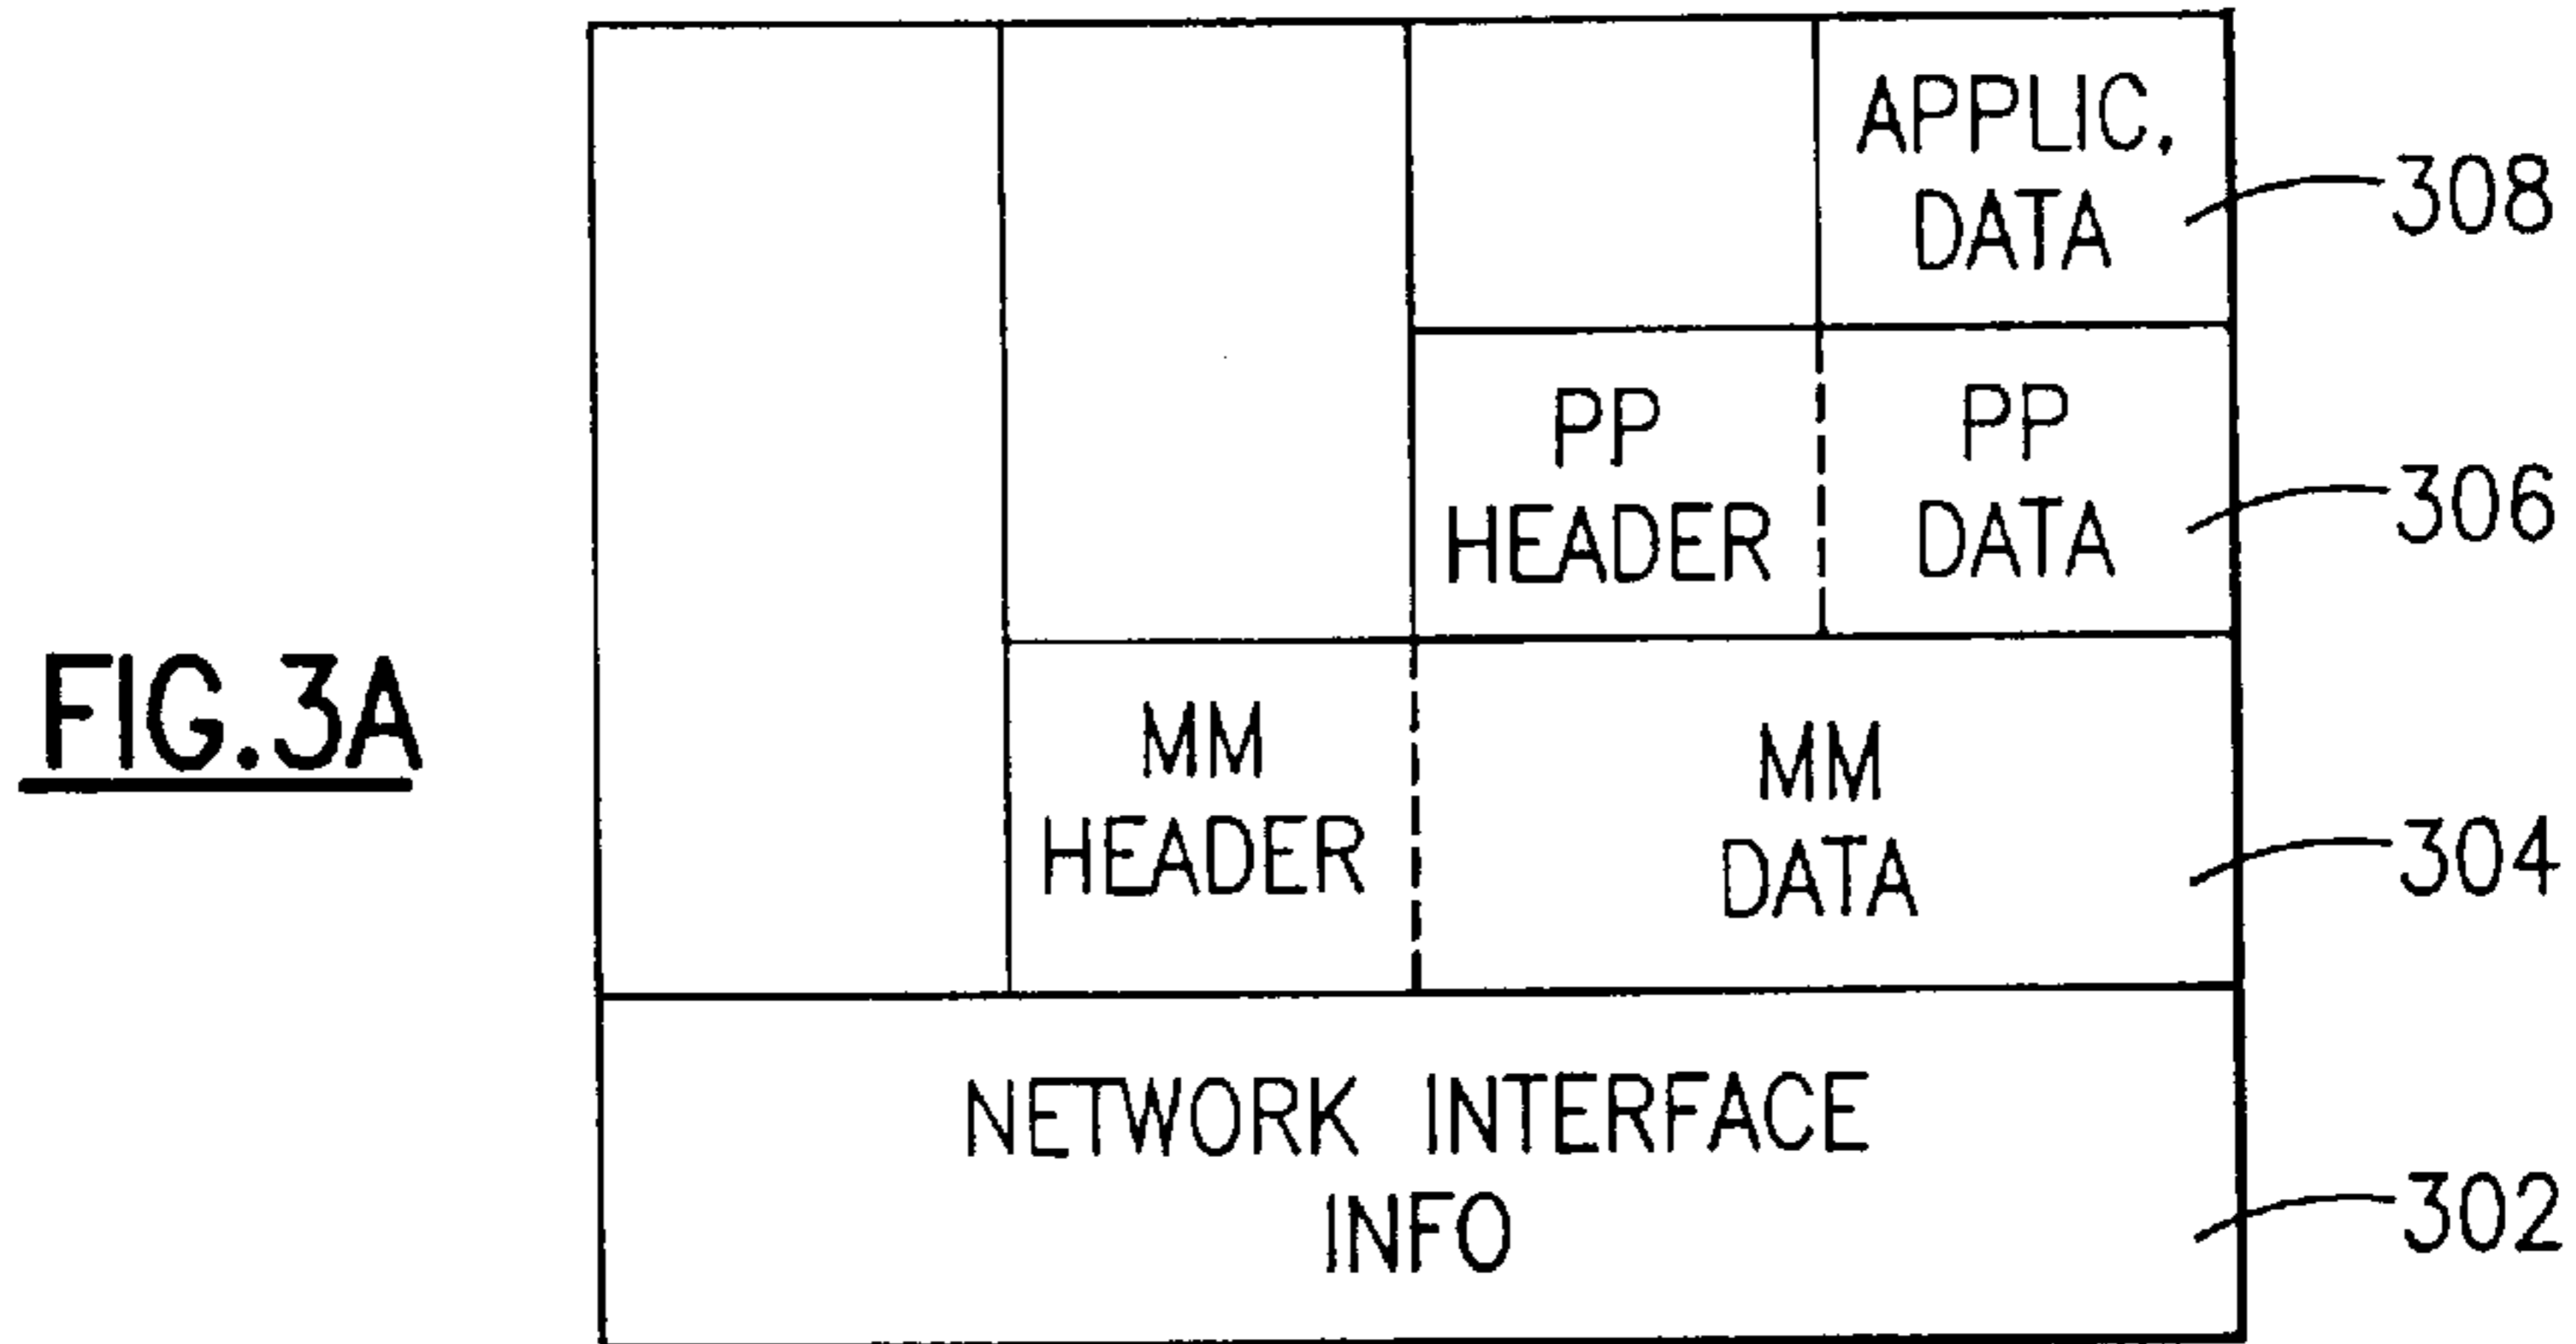 APPLIC.
DATA
308
PP
HEADER
PP
DATA
306
FIG.3A
MM
HEADER
MM
DATA
304
NETWORK INTERFACE
INFO
302